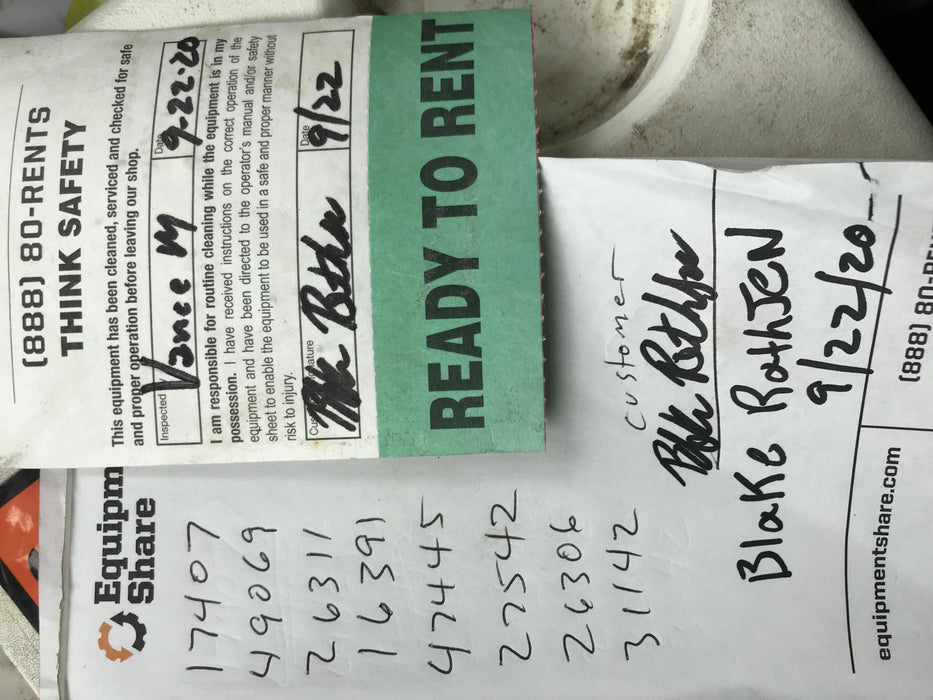 (888) 80-RENTS
THINK SAFETY
This equipment has been cleaned, serviced and checked for safe
and proper operation before leaving our shop.
Inspected Vance M Date 9-22-20
I am responsible for routine cleaning while the equipment is in my
possession. I have received instructions on the correct operation of the
equipment and have been directed to the operator's manual and/or safety
sheet to enable the equipment to be used in a safe and proper manner without
risk to injury.
Cus ature Date 9/22
READY TO RENT
Equipm
Share
17407
49069
26311
16391
47445
27542
26306
31142
customer
Blake RothJEN
9/22/20
equipmentshare.com
(888) 80-